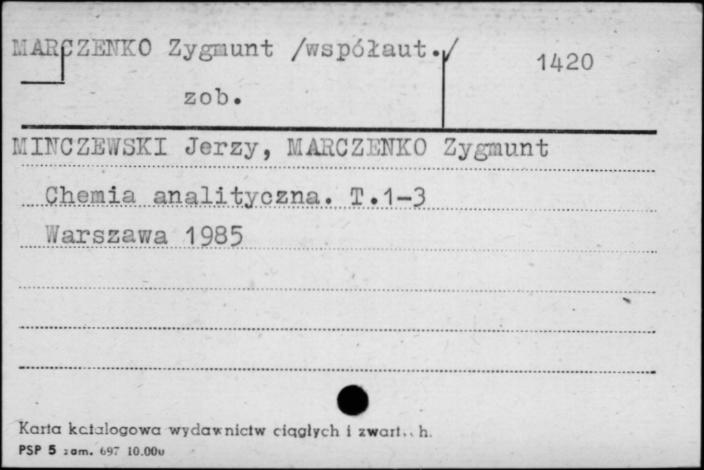 MARCZENKO Zygmunt /współaut./
1420
zob.
MINCZEWSKI Jerzy, MARCZENKO Zygmunt
Chemia analityczna. T.1-3
Warszawa 1985
Karta katalogowa wydawnictw ciągłych i
PSP 5 zam. 697 10.000